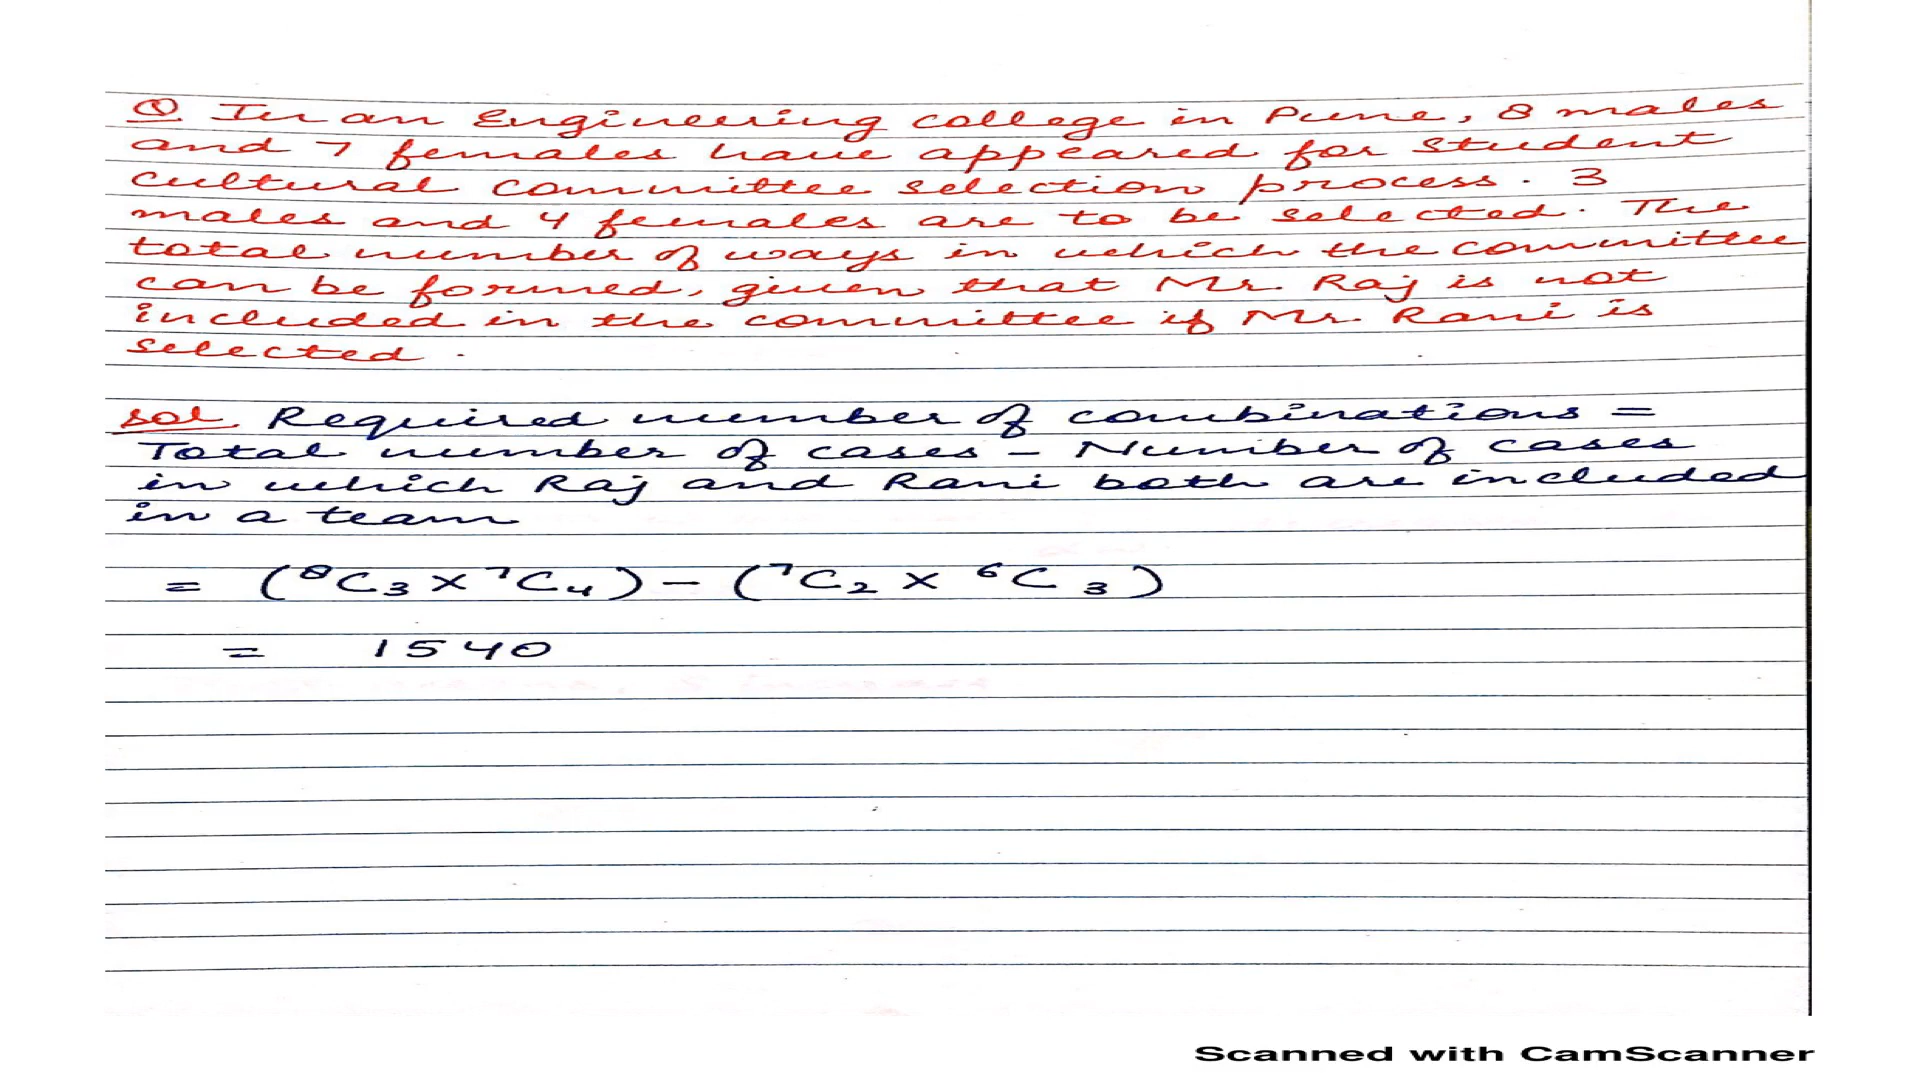 Q. In an Engineering college in Pune, 8 males
and 7 females have appeared for student
cultural committee selection process. 3
males and 4 females are to be selected. The
total number of ways in which the committee
can be formed, given that Mr. Raj is not
included in the committee if Mr. Rani is
selected.
sol. Required number of combinations =
Total number of cases - Number of cases
in which Raj and Rani both are included
in a team
= (⁸C₃ × ⁷C₄) - (⁷C₂ × ⁶C₃)
= 1540
Scanned with CamScanner